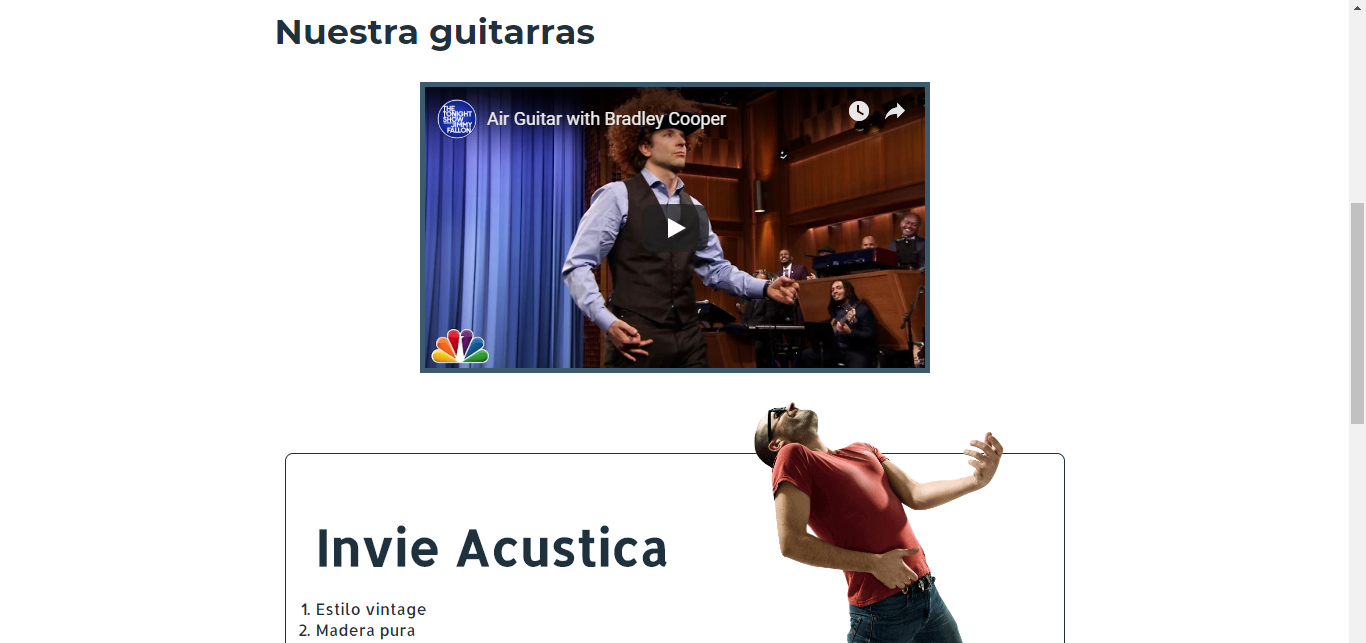 Nuestra guitarras
THE
TONIGHT
SHOW
JIMMY
FALLON
Air Guitar with Bradley Cooper
Invie Acustica
1. Estilo vintage
2. Madera pura